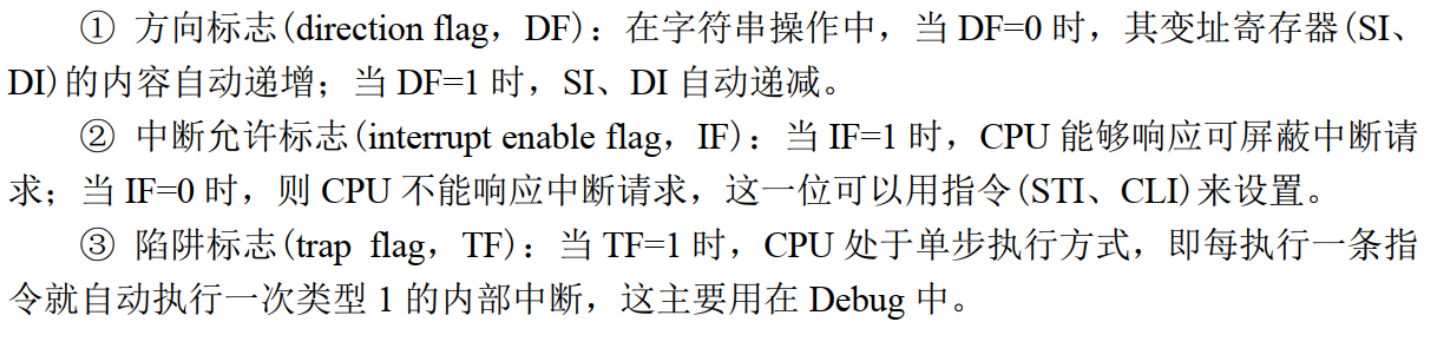 ① 方向标志(direction flag，DF)：在字符串操作中，当 DF=0 时，其变址寄存器(SI、
DI)的内容自动递增；当 DF=1 时，SI、DI 自动递减。
② 中断允许标志(interrupt enable flag，IF)：当 IF=1 时，CPU 能够响应可屏蔽中断请
求；当 IF=0 时，则 CPU 不能响应中断请求，这一位可以用指令(STI、CLI)来设置。
③ 陷阱标志(trap flag，TF)：当 TF=1 时，CPU 处于单步执行方式，即每执行一条指
令就自动执行一次类型 1 的内部中断，这主要用在 Debug 中。